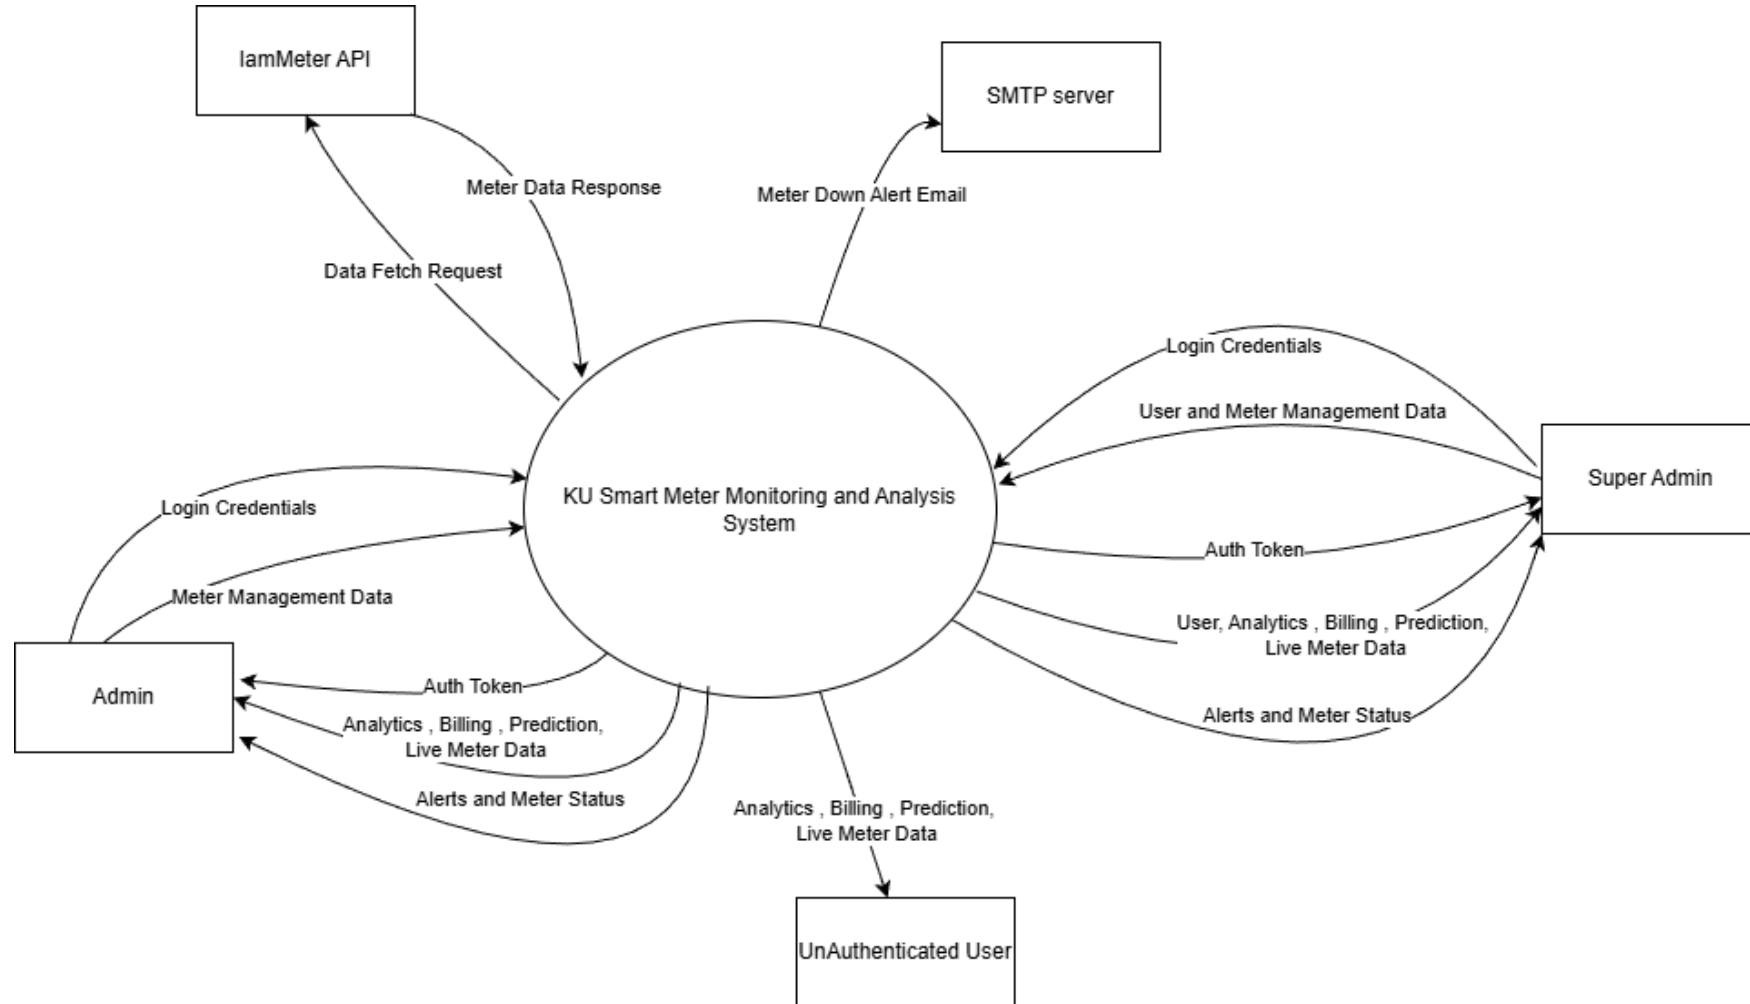 IamMeter API
SMTP server
Meter Data Response
Meter Down Alert Email
Data Fetch Request
Login Credentials
User and Meter Management Data
Super Admin
KU Smart Meter Monitoring and Analysis
System
Login Credentials
Auth Token
Meter Management Data
User, Analytics , Billing , Prediction,
Live Meter Data
Admin
Auth Token
Analytics , Billing , Prediction,
Live Meter Data
Alerts and Meter Status
Alerts and Meter Status
Analytics , Billing , Prediction,
Live Meter Data
UnAuthenticated User